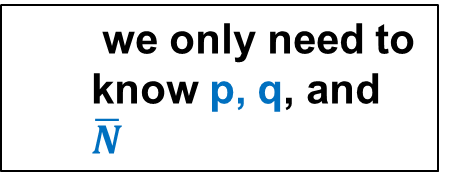 we only need to
know p, q, and
N̅